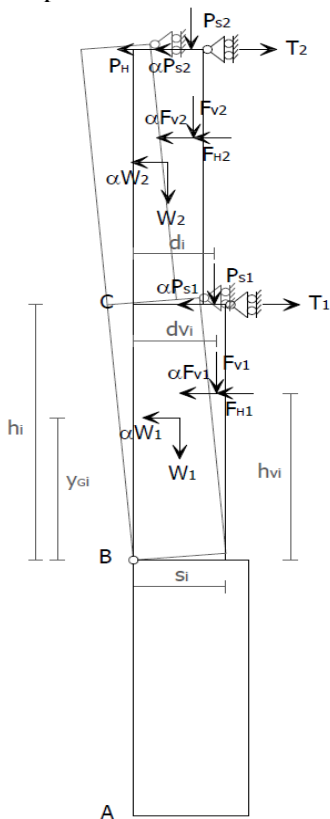 Ps2
T2
PH
αPs2
αFv2
Fv2
FH2
αW2
W2
di
Ps1
C
αPs1
T1
dvi
Fv1
αFv1
FH1
hi
αW1
W1
yGi
hvi
B
si
A